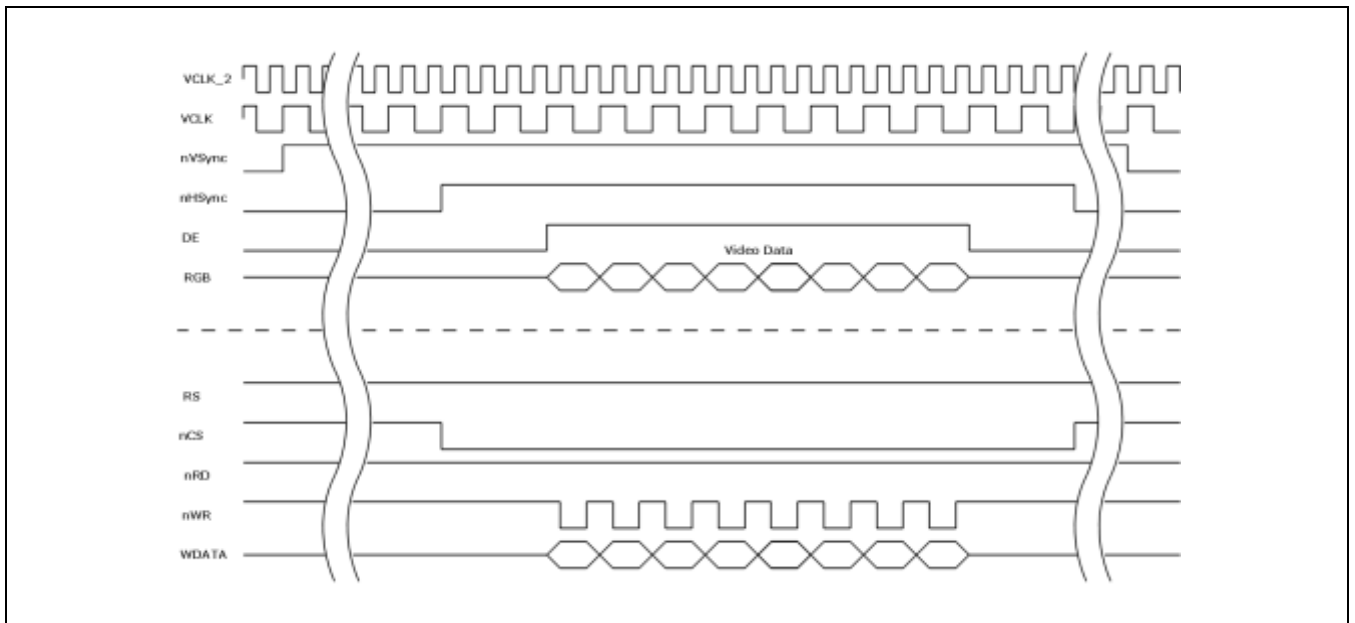 VCLK_2
VCLK
nVSync
nHSync
DE
Video Data
RGB
RS
nCS
nRD
nWR
WDATA